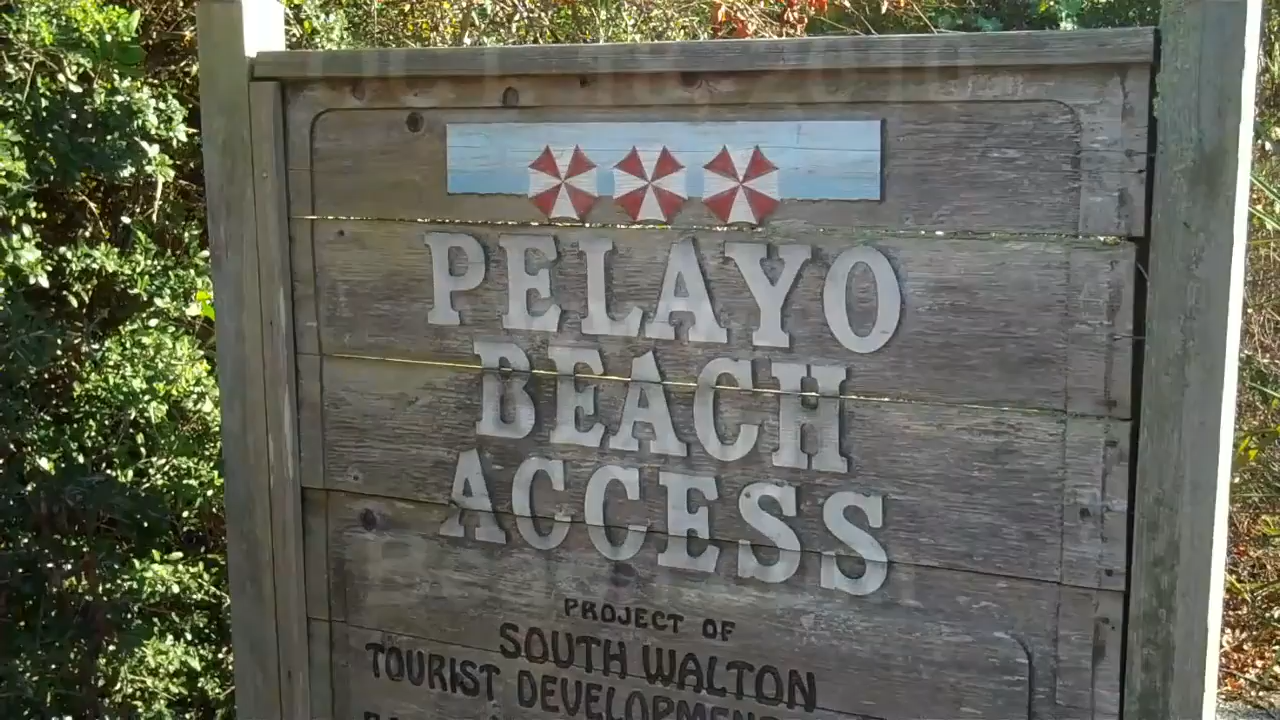 PELAYO
BEACH
ACCESS
PROJECT OF
SOUTH WALTON
TOURIST DEVELOPMENT